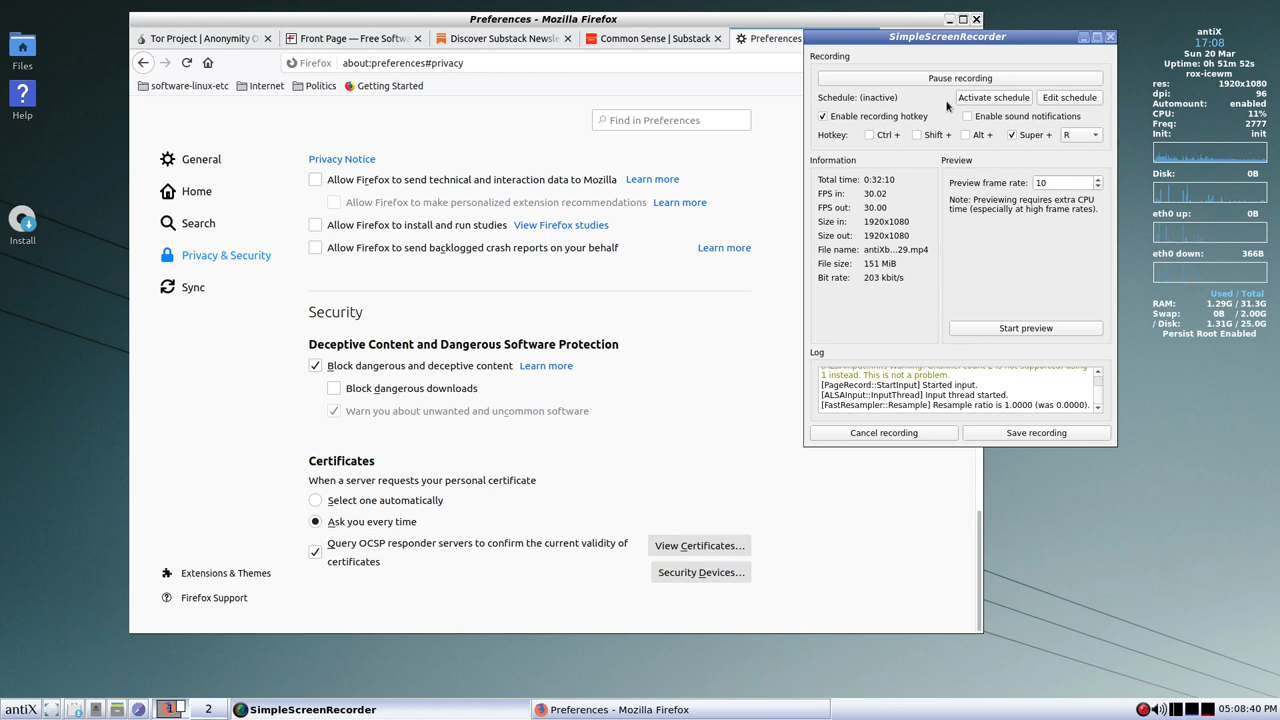 Preferences - Mozilla Firefox
Tor Project | Anonymity O
Front Page — Free Softw
Discover Substack Newsle
Common Sense | Substack
Preferences
Firefox about:preferences#privacy
software-linux-etc Internet Politics Getting Started
Find in Preferences
General
Home
Search
Privacy & Security
Sync
Extensions & Themes
Firefox Support
Privacy Notice
Allow Firefox to send technical and interaction data to Mozilla Learn more
Allow Firefox to make personalized extension recommendations Learn more
Allow Firefox to install and run studies View Firefox studies
Allow Firefox to send backlogged crash reports on your behalf Learn more
Security
Deceptive Content and Dangerous Software Protection
Block dangerous and deceptive content Learn more
Block dangerous downloads
Warn you about unwanted and uncommon software
Certificates
When a server requests your personal certificate
Select one automatically
Ask you every time
Query OCSP responder servers to confirm the current validity of
certificates
View Certificates...
Security Devices...
SimpleScreenRecorder
Recording
Pause recording
Schedule: (inactive) Activate schedule Edit schedule
Enable recording hotkey Enable sound notifications
Hotkey: Ctrl + Shift + Alt + Super + R
Information
Total time: 0:32:10
FPS in: 30.02
FPS out: 30.00
Size in: 1920x1080
Size out: 1920x1080
File name: antiXb...29.mp4
File size: 151 MiB
Bit rate: 203 kbit/s
Preview
Preview frame rate: 10
Note: Previewing requires extra CPU
time (especially at high frame rates).
Start preview
Log
1 instead. This is not a problem.
[PageRecord::StartInput] Started input.
[ALSAInput::InputThread] Input thread started.
[FastResampler::Resample] Resample ratio is 1.0000 (was 0.0000).
Cancel recording Save recording
Files
Help
Install
antiX
17:08
Sun 20 Mar
Uptime: 0h 51m 52s
rox-icewm
res: 1920x1080
dpi: 96
Automount: enabled
Memory: crammed
CPU: 11%
Freq: 2777
Init: init
Disk: 0B
eth0 up: 0B
eth0 down: 366B
Used / Total
RAM: 1.29G / 31.3G
Swap: 0B / 2.00G
/ Disk: 1.31G / 25.0G
Persist Root Enabled
antiX 1 2 SimpleScreenRecorder Preferences - Mozilla Firefox 05:08:40 PM